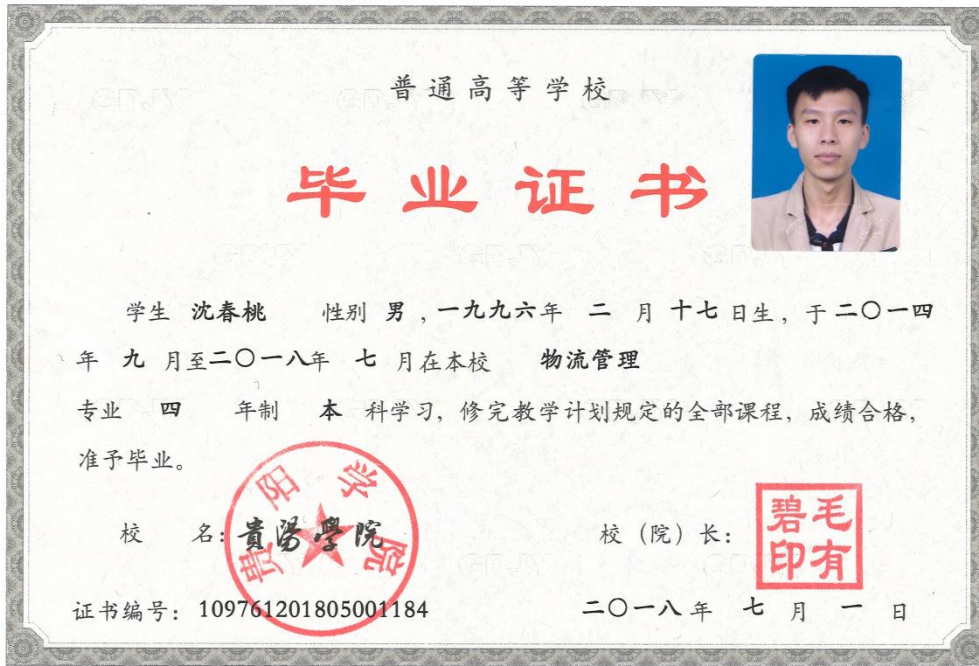 普通高等学校
毕业证书
学生 沈春桃 性别 男 ，一九九六年 二 月 十七 日生，于二〇一四
年 九 月至二〇一八年 七 月在本校 物流管理
专业 四 年制 本 科学习，修完教学计划规定的全部课程，成绩合格，
准予毕业。
校 名：貴陽學院
贵阳学院
校（院）长：
毛有碧印
证书编号：109761201805001184
二〇一八年 七 月 一 日